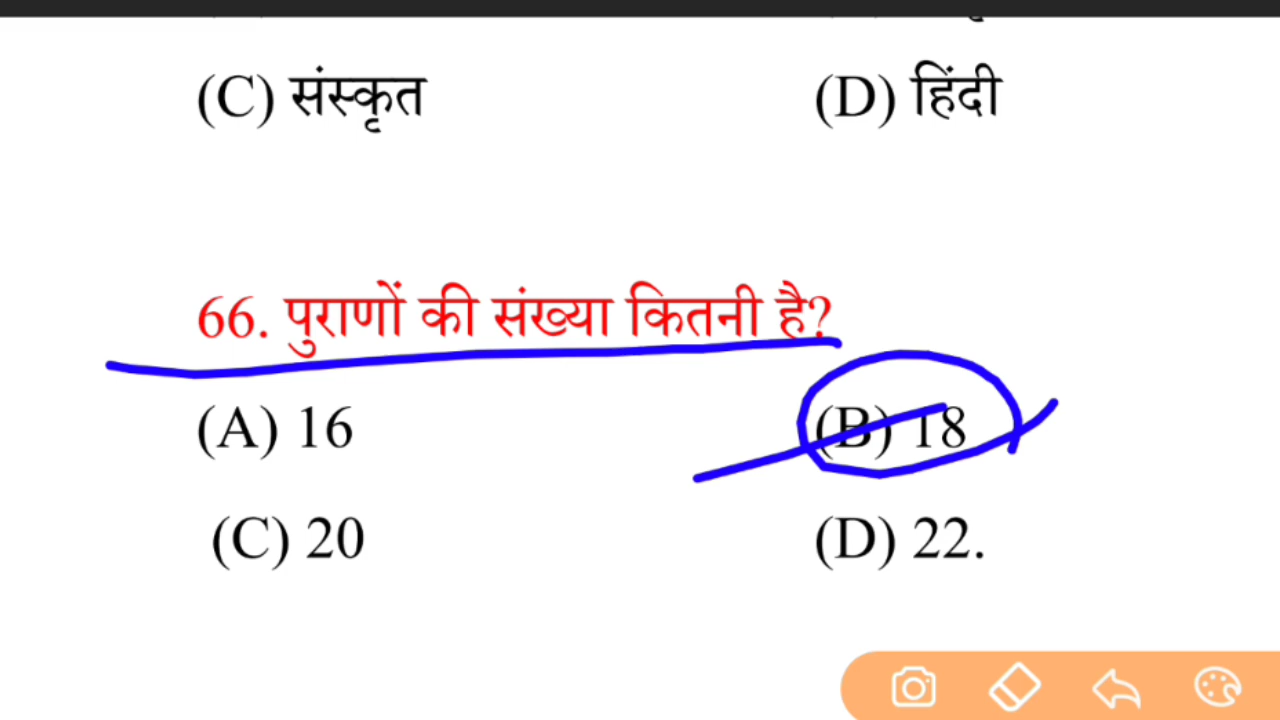 (C) संस्कृत (D) हिंदी
66. पुराणों की संख्या कितनी है?
(A) 16 (B) 18
(C) 20 (D) 22.